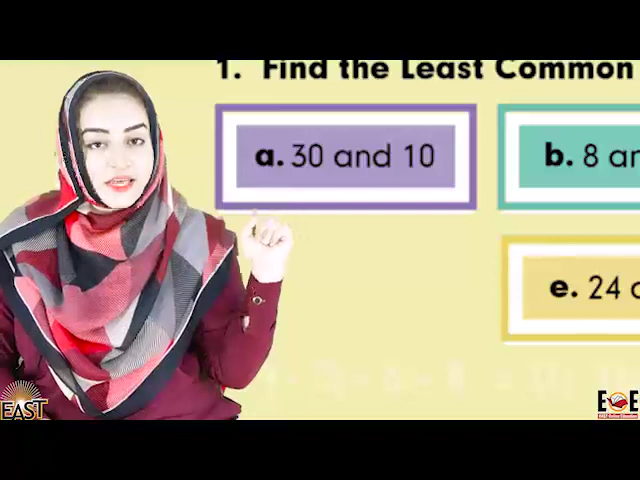 1. Find the Least Common
a. 30 and 10
b. 8 an
e. 24
EAST
E E